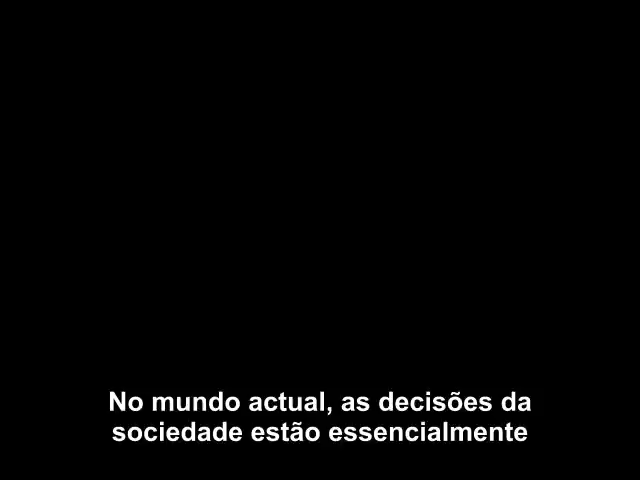 No mundo actual, as decisões da
sociedade estão essencialmente